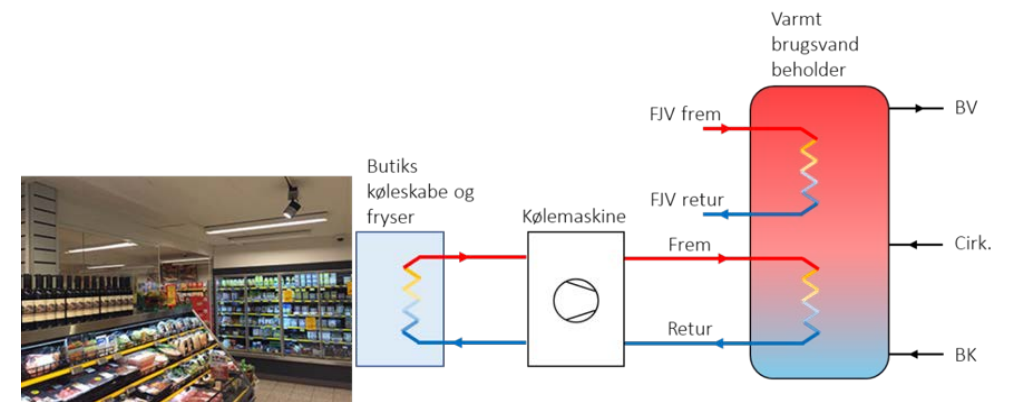 Varmt
brugsvand
beholder
FJV frem
BV
Butiks
køleskabe og
fryser
FJV retur
Kølemaskine
Frem
Cirk.
Retur
BK